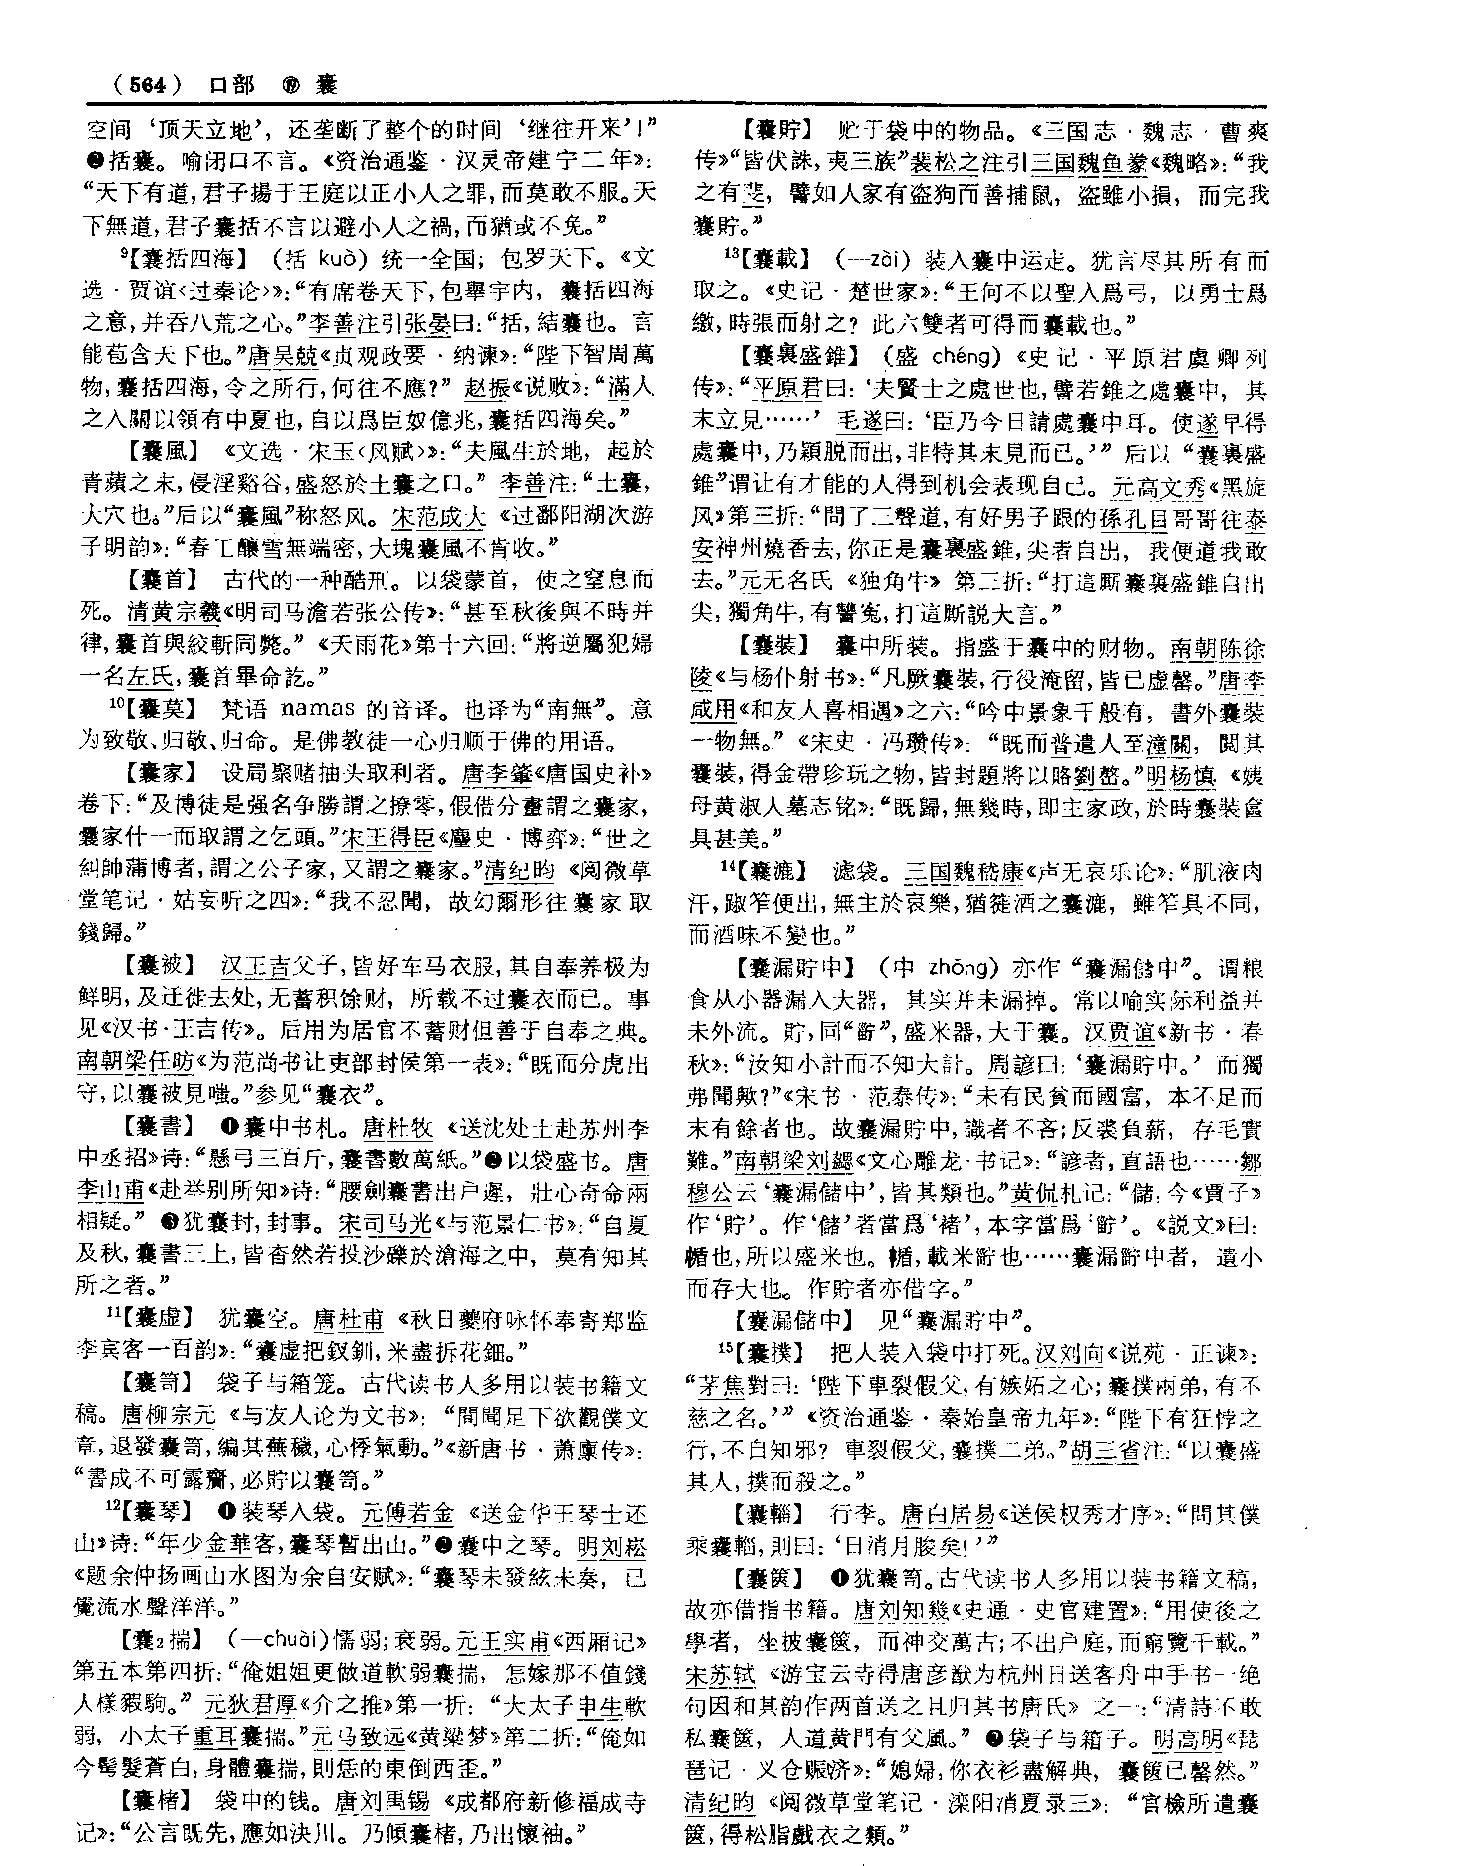 （564） 口部 ⑲ 囊
空间‘顶天立地’，还垄断了整个的时间‘继往开来’！”
❷括囊。喻闭口不言。《资治通鉴·汉灵帝建宁二年》：
“天下有道，君子揚于王庭以正小人之罪，而莫敢不服。天
下無道，君子囊括不言以避小人之禍，而猶或不免。”
⁹【囊括四海】（括 kuò）统一全国；包罗天下。《文
选·贾谊〈过秦论〉》：“有席卷天下，包舉宇内，囊括四海
之意，并吞八荒之心。”李善注引张晏曰：“括，結囊也。言
能苞含天下也。”唐吴兢《贞观政要·纳谏》：“陛下智周萬
物，囊括四海，令之所行，何往不應？”赵振《说败》：“滿人
之入關以領有中夏也，自以爲臣奴億兆，囊括四海矣。”
【囊風】《文选·宋玉〈风赋〉》：“夫風生於地，起於
青蘋之末，侵淫谿谷，盛怒於土囊之口。”李善注：“土囊，
大穴也。”后以“囊風”称怒风。宋范成大《过鄱阳湖次游
子明韵》：“春工釀雪無端密，大塊囊風不肯收。”
【囊首】 古代的一种酷刑。以袋蒙首，使之窒息而
死。清黄宗羲《明司马澹若张公传》：“甚至秋後與不時并
律，囊首與絞斬同斃。”《天雨花》第十六回：“將逆屬犯婦
一名左氏，囊首畢命訖。”
¹⁰【囊莫】 梵语 namas 的音译。也译为“南無”。意
为致敬、归敬、归命。是佛教徒一心归顺于佛的用语。
【囊家】 设局聚赌抽头取利者。唐李肇《唐国史补》
卷下：“及博徒是强名争勝謂之撩零，假借分畫謂之囊家，
囊家什一而取謂之乞頭。”宋王得臣《麈史·博弈》：“世之
糾帥蒲博者，謂之公子家，又謂之囊家。”清纪昀《阅微草
堂笔记·姑妄听之四》：“我不忍聞，故幻爾形往囊家取
錢歸。”
【囊被】 汉王吉父子，皆好车马衣服，其自奉养极为
鲜明，及迁徙去处，无蓄积馀财，所载不过囊衣而已。事
见《汉书·王吉传》。后用为居官不蓄财但善于自奉之典。
南朝梁任昉《为范尚书让吏部封侯第一表》：“既而分虎出
守，以囊被見嗤。”参见“囊衣”。
【囊書】 ❶囊中书札。唐杜牧《送沈处士赴苏州李
中丞招》诗：“懸弓三百斤，囊書數萬紙。”❷以袋盛书。唐
李山甫《赴举别所知》诗：“腰劍囊書出户遲，壯心奇命兩
相疑。”❸犹囊封，封事。宋司马光《与范景仁书》：“自夏
及秋，囊書三上，皆杳然若投沙礫於滄海之中，莫有知其
所之者。”
¹¹【囊虚】 犹囊空。唐杜甫《秋日夔府咏怀奉寄郑监
李宾客一百韵》：“囊虚把釵釧，米盡拆花鈿。”
【囊笥】 袋子与箱笼。古代读书人多用以装书籍文
稿。唐柳宗元《与友人论为文书》：“間聞足下欲觀僕文
章，退發囊笥，编其蕪穢，心悸氣動。”《新唐书·萧廪传》：
“書成不可露齎，必貯以囊笥。”
¹²【囊琴】 ❶装琴入袋。元傅若金《送金华王琴士还
山》诗：“年少金華客，囊琴暫出山。”❷囊中之琴。明刘崧
《题余仲扬画山水图为余自安赋》：“囊琴未發絃未奏，已
覺流水聲洋洋。”
【囊₂揣】（—chuài）懦弱；衰弱。元王实甫《西厢记》
第五本第四折：“俺姐姐更做道軟弱囊揣，怎嫁那不值錢
人樣豭駒。”元狄君厚《介之推》第一折：“大太子申生軟
弱，小太子重耳囊揣。”元马致远《黄粱梦》第二折：“俺如
今髩髮蒼白，身體囊揣，則恁的東倒西歪。”
【囊楮】 袋中的钱。唐刘禹锡《成都府新修福成寺
记》：“公言既先，應如決川。乃傾囊楮，乃出懷袖。”
【囊貯】 贮于袋中的物品。《三国志·魏志·曹爽
传》“皆伏誅，夷三族”裴松之注引三国魏鱼豢《魏略》：“我
之有斐，譬如人家有盗狗而善捕鼠，盗雖小損，而完我
囊貯。”
¹³【囊載】（—zài）装入囊中运走。犹言尽其所有而
取之。《史记·楚世家》：“王何不以聖人爲弓，以勇士爲
繳，時張而射之？此六雙者可得而囊載也。”
【囊裏盛錐】（盛 chéng）《史记·平原君虞卿列
传》：“平原君曰：‘夫賢士之處世也，譬若錐之處囊中，其
末立見……’毛遂曰：‘臣乃今日請處囊中耳。使遂早得
處囊中，乃穎脱而出，非特其末見而已。’”后以“囊裏盛
錐”谓让有才能的人得到机会表现自己。元高文秀《黑旋
风》第三折：“問了三聲道，有好男子跟的孫孔目哥哥往泰
安神州燒香去，你正是囊裏盛錐，尖者自出，我便道我敢
去。”元无名氏《独角牛》第二折：“打這厮囊裏盛錐自出
尖，獨角牛，有讐寃，打這厮説大言。”
【囊装】 囊中所装。指盛于囊中的财物。南朝陈徐
陵《与杨仆射书》：“凡厥囊裝，行役淹留，皆已虚罄。”唐李
咸用《和友人喜相遇》之六：“吟中景象千般有，書外囊裝
一物無。”《宋史·冯瓒传》：“既而普遣人至潼關，閲其
囊裝，得金帶珍玩之物，皆封題將以賂劉嶅。”明杨慎《姨
母黄淑人墓志铭》：“既歸，無幾時，即主家政，於時囊裝奩
具甚美。”
¹⁴【囊漉】 滤袋。三国魏嵇康《声无哀乐论》：“肌液肉
汗，踧笮便出，無主於哀樂，猶簁酒之囊漉，雖笮具不同，
而酒味不變也。”
【囊漏貯中】（中 zhōng）亦作“囊漏儲中”。谓粮
食从小器漏入大器，其实并未漏掉。常以喻实际利益并
未外流。貯，同“㡒”，盛米器，大于囊。汉贾谊《新书·春
秋》：“汝知小計而不知大計。周諺曰：‘囊漏貯中。’而獨
弗聞歟？”《宋书·范泰传》：“未有民貧而國富，本不足而
末有餘者也。故囊漏貯中，識者不吝；反裘負薪，存毛實
難。”南朝梁刘勰《文心雕龙·书记》：“諺者，直語也……鄒
穆公云‘囊漏儲中’，皆其類也。”黄侃札记：“儲：今《賈子》
作‘貯’。作‘儲’者當爲‘褚’，本字當爲‘㡒’。《説文》曰：
輴也，所以盛米也。輴，載米㡒也……囊漏㡒中者，遺小
而存大也。作貯者亦借字。”
【囊漏儲中】 见“囊漏貯中”。
¹⁵【囊撲】 把人装入袋中打死。汉刘向《说苑·正谏》：
“茅焦對曰：‘陛下車裂假父，有嫉妬之心；囊撲兩弟，有不
慈之名。’”《资治通鉴·秦始皇帝九年》：“陛下有狂悖之
行，不自知邪？車裂假父，囊撲二弟。”胡三省注：“以囊盛
其人，撲而殺之。”
【囊輜】 行李。唐白居易《送侯权秀才序》：“問其僕
乘囊輜，則曰：‘日消月朘矣！’”
【囊篋】 ❶犹囊笥。古代读书人多用以装书籍文稿，
故亦借指书籍。唐刘知幾《史通·史官建置》：“用使後之
學者，坐披囊篋，而神交萬古；不出户庭，而窮覽千載。”
宋苏轼《游宝云寺得唐彦猷为杭州日送客舟中手书一绝
句因和其韵作两首送之且归其书唐氏》之一：“清詩不敢
私囊篋，人道黄門有父風。”❷袋子与箱子。明高明《琵
琶记·义仓赈济》：“媳婦，你衣衫盡解典，囊篋已罄然。”
清纪昀《阅微草堂笔记·滦阳消夏录三》：“官檢所遺囊
篋，得松脂戲衣之類。”